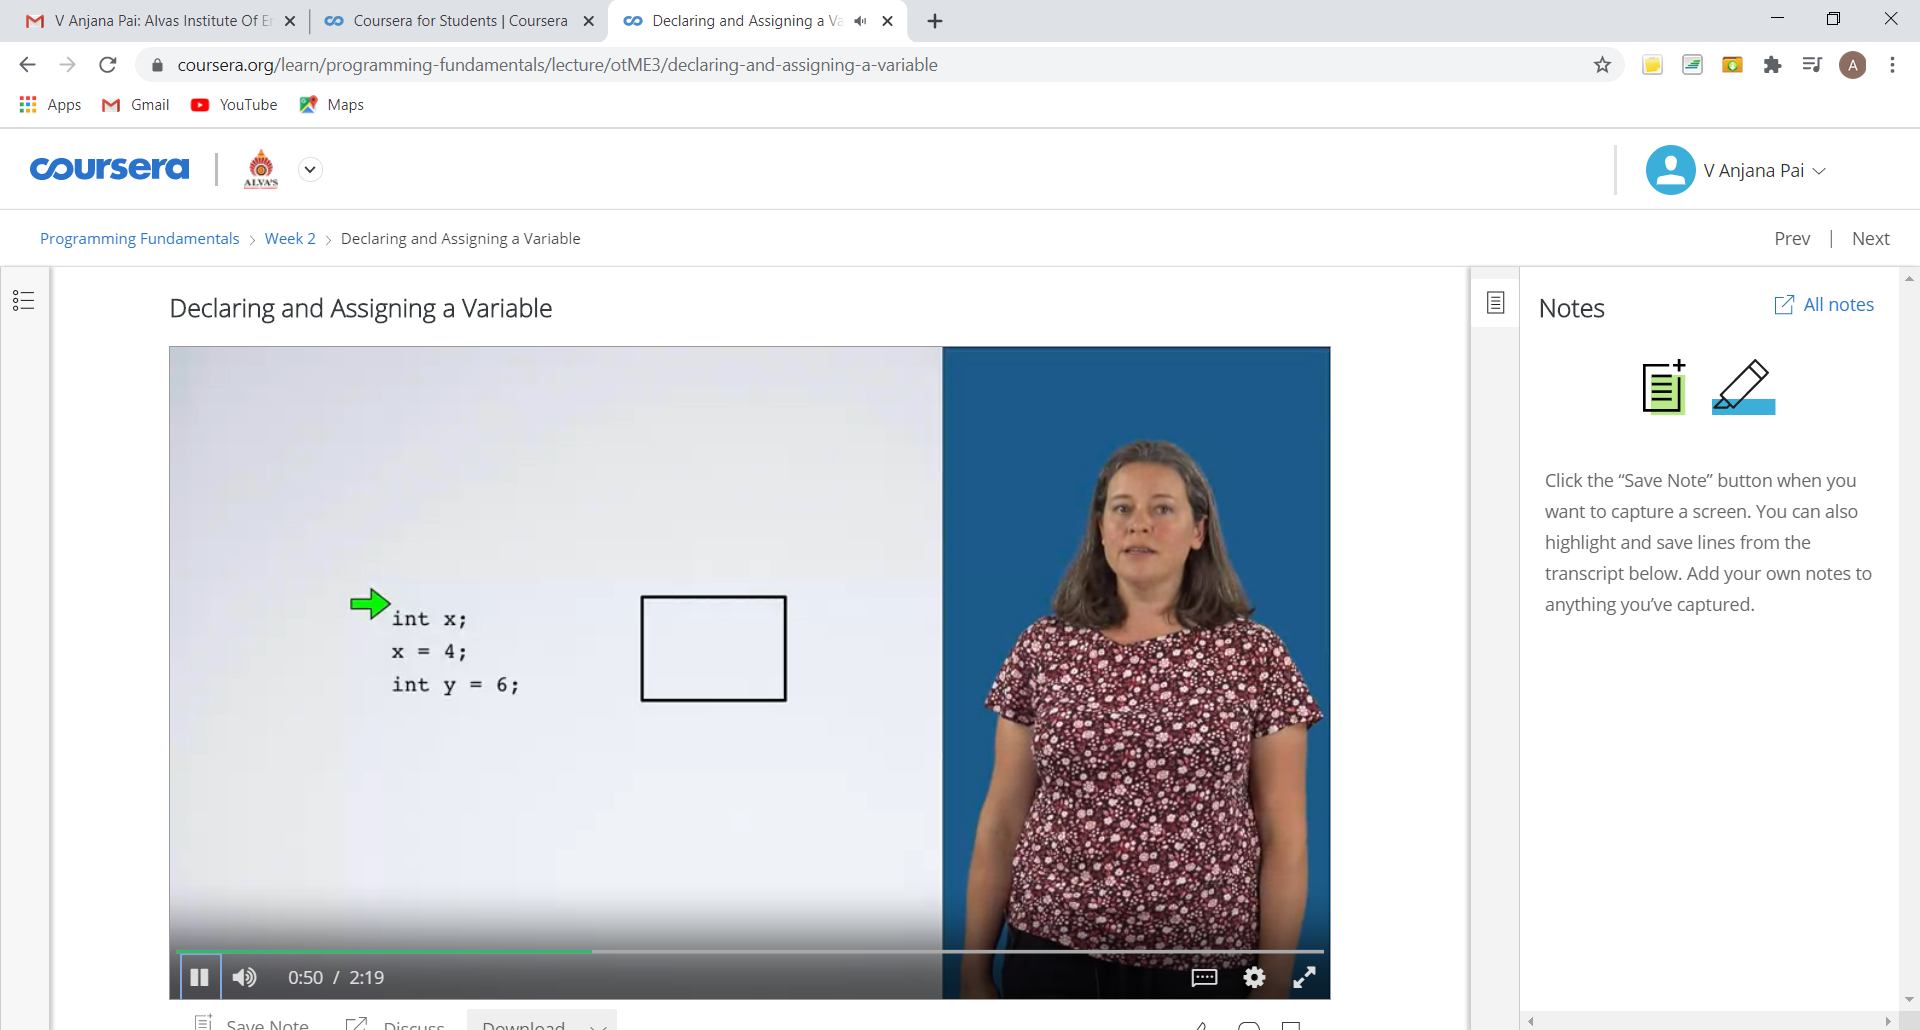 V Anjana Pai: Alvas Institute Of E
Coursera for Students | Coursera
Declaring and Assigning a Va
coursera.org/learn/programming-fundamentals/lecture/otME3/declaring-and-assigning-a-variable
A
Apps
Gmail
YouTube
Maps
coursera
ALVA'S
V Anjana Pai
Programming Fundamentals > Week 2 > Declaring and Assigning a Variable
Prev | Next
Declaring and Assigning a Variable
int x;
x = 4;
int y = 6;
0:50 / 2:19
Save Note
Discuss
Download
Notes
All notes
Click the “Save Note” button when you
want to capture a screen. You can also
highlight and save lines from the
transcript below. Add your own notes to
anything you’ve captured.